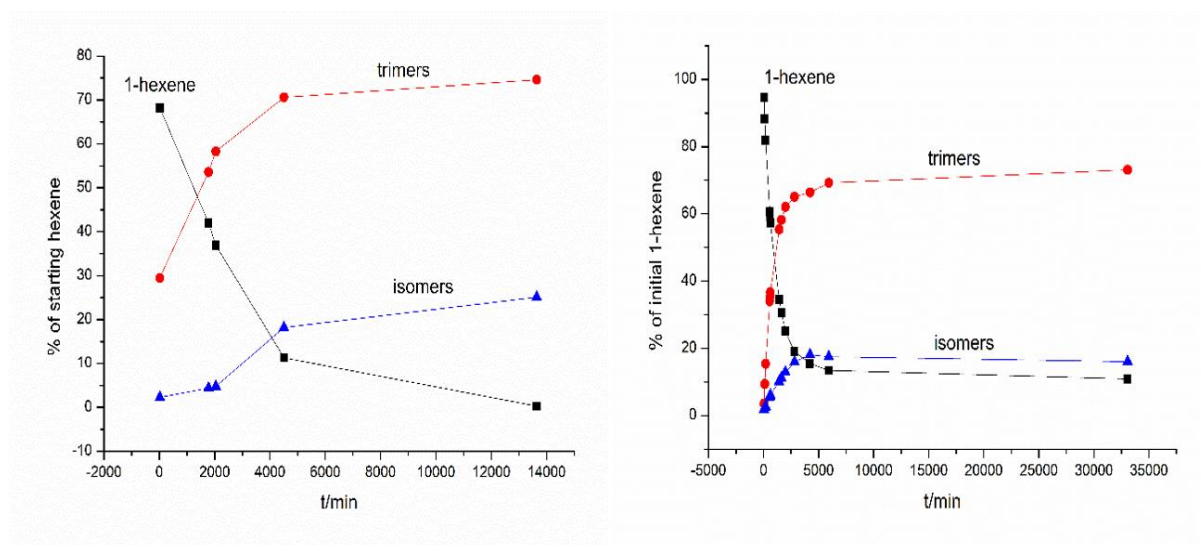 80
70
60
50
40
30
20
10
0
-10
% of starting hexene
1-hexene
trimers
isomers
-2000 0 2000 4000 6000 8000 10000 12000 14000
t/min
100
80
60
40
20
0
% of initial 1-hexene
1-hexene
trimers
isomers
-5000 0 5000 10000 15000 20000 25000 30000 35000
t/min